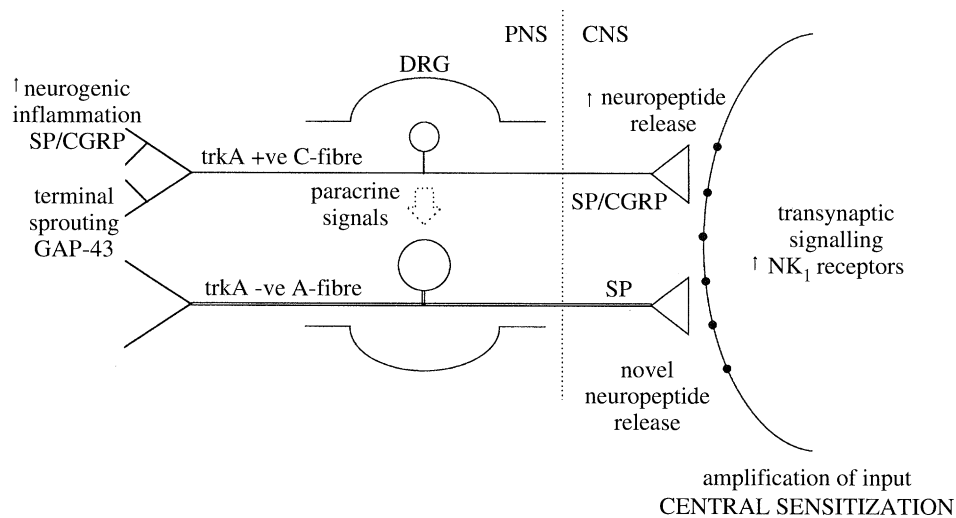 PNS
CNS
DRG
↑neurogenic
inflammation
SP/CGRP
trkA +ve C-fibre
↑ neuropeptide
release
SP/CGRP
paracrine
signals
terminal
sprouting
GAP-43
transynaptic
signalling
↑ NK1 receptors
trkA -ve A-fibre
SP
novel
neuropeptide
release
amplification of input
CENTRAL SENSITIZATION